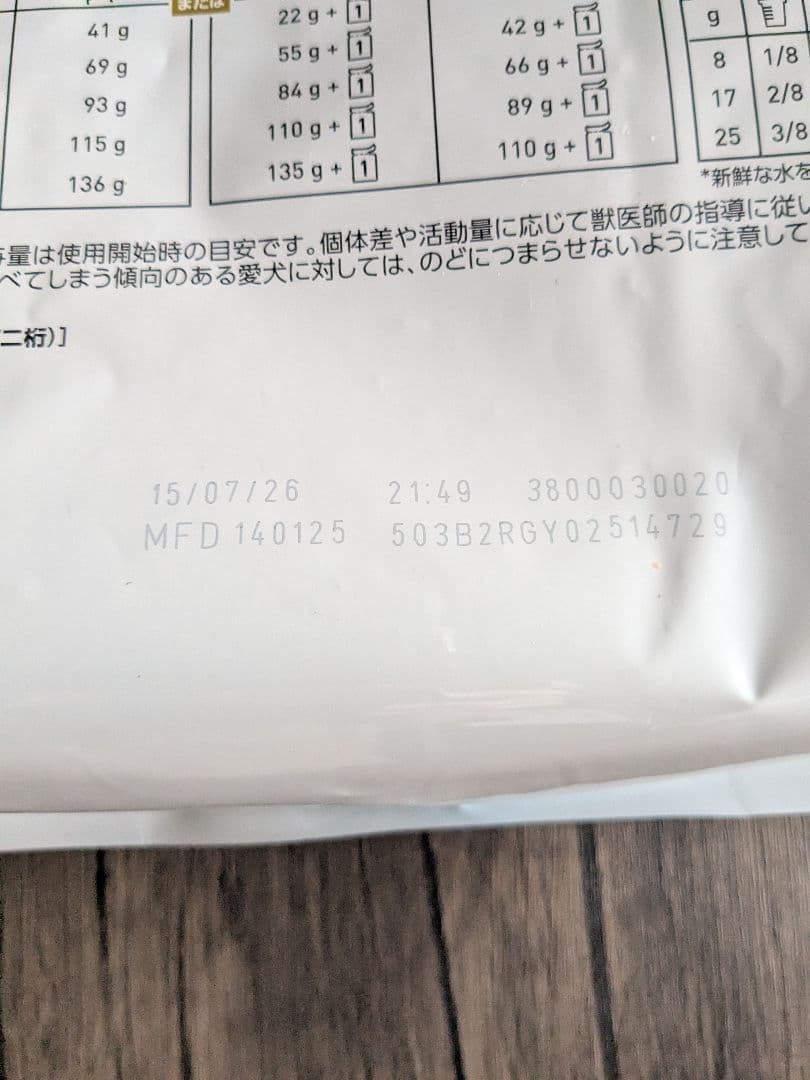 または
41 g
69 g
93 g
115 g
136 g
22 g + 1
55 g + 1
84 g + 1
110 g + 1
135 g + 1
42 g + 1
66 g + 1
89 g + 1
110 g + 1
g
8 1/8
17 2/8
25 3/8
*新鮮な水を
量は使用開始時の目安です。個体差や活動量に応じて獣医師の指導に従い
べてしまう傾向のある愛犬に対しては、のどにつまらせないように注意して
二桁)]
15/07/26 21:49 3800030020
MFD 140125 503B2RGY02514729